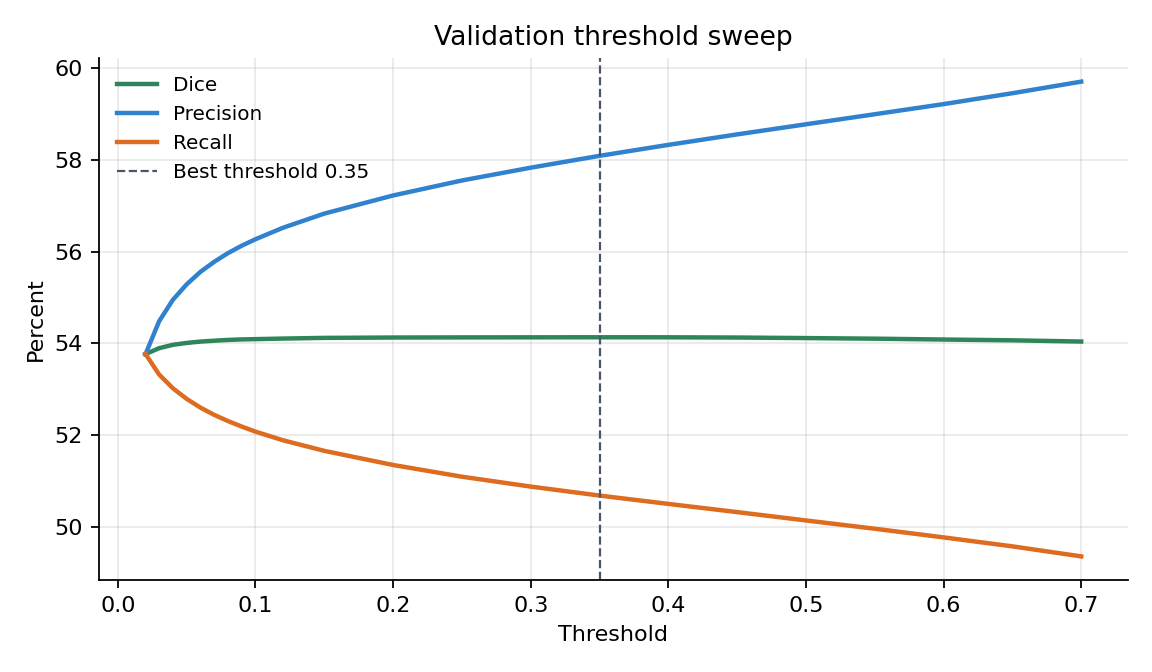 Validation threshold sweep
Dice
Precision
Recall
Best threshold 0.35
Percent
60
58
56
54
52
50
0.0 0.1 0.2 0.3 0.4 0.5 0.6 0.7
Threshold